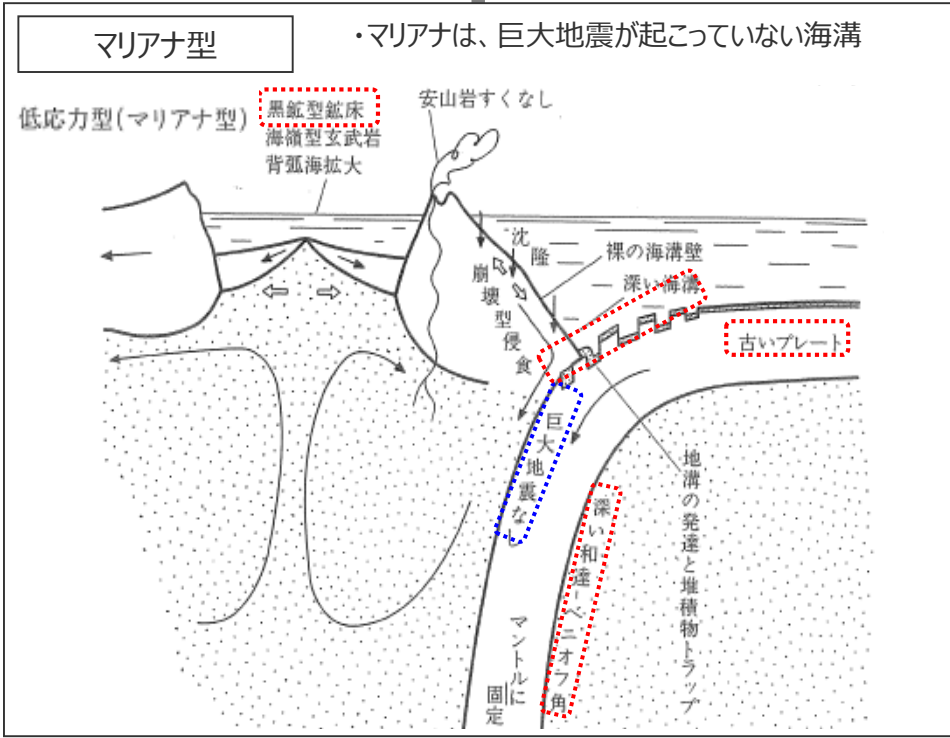 マリアナ型
・マリアナは、巨大地震が起こっていない海溝
低応力型(マリアナ型)
黒鉱型鉱床
海嶺型玄武岩
背弧海拡大
安山岩すくなし
沈降
崩壊型侵食
裸の海溝壁
深い海溝
古いプレート
巨大地震なし
地溝の発達と堆積物トラップ
深い和達-ベニオフ角
マントルに
固定